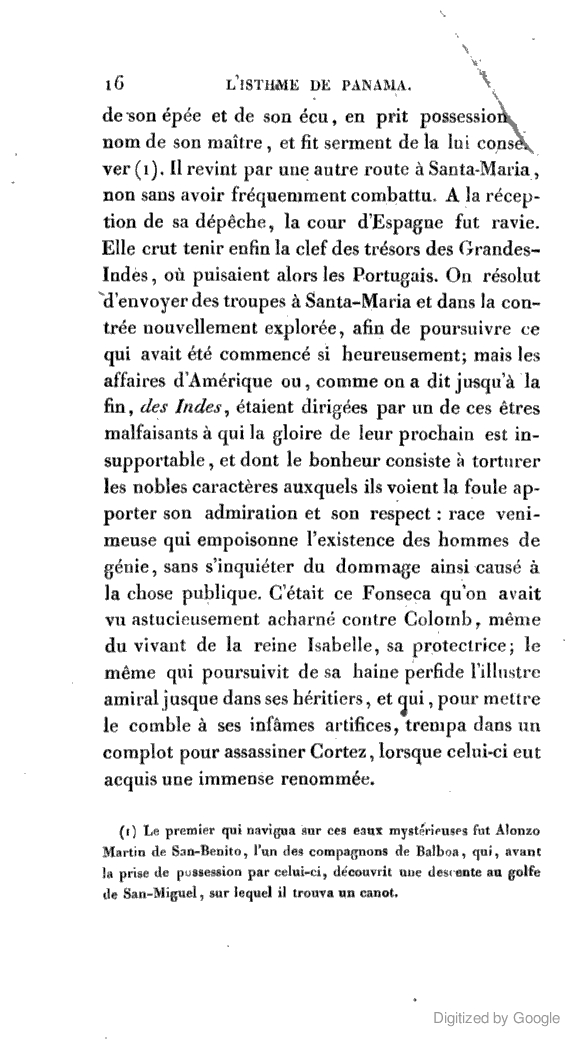 16 L'ISTHME DE PANAMA.
de son épée et de son écu, en prit possession
nom de son maître, et fit serment de la lui conser
ver (1). Il revint par une autre route à Santa-Maria,
non sans avoir fréquemment combattu. A la récep-
tion de sa dépêche, la cour d'Espagne fut ravie.
Elle crut tenir enfin la clef des trésors des Grandes-
Indes, où puisaient alors les Portugais. On résolut
d'envoyer des troupes à Santa-Maria et dans la con-
trée nouvellement explorée, afin de poursuivre ce
qui avait été commencé si heureusement; mais les
affaires d'Amérique ou, comme on a dit jusqu'à la
fin, des Indes, étaient dirigées par un de ces êtres
malfaisants à qui la gloire de leur prochain est in-
supportable, et dont le bonheur consiste à torturer
les nobles caractères auxquels ils voient la foule ap-
porter son admiration et son respect : race veni-
meuse qui empoisonne l'existence des hommes de
génie, sans s'inquiéter du dommage ainsi causé à
la chose publique. C'était ce Fonseca qu'on avait
vu astucieusement acharné contre Colomb, même
du vivant de la reine Isabelle, sa protectrice; le
même qui poursuivit de sa haine perfide l'illustre
amiral jusque dans ses héritiers, et qui, pour mettre
le comble à ses infâmes artifices, trempa dans un
complot pour assassiner Cortez, lorsque celui-ci eut
acquis une immense renommée.
(1) Le premier qui navigua sur ces eaux mystérieuses fut Alonzo
Martin de San-Benito, l'un des compagnons de Balboa, qui, avant
la prise de possession par celui-ci, découvrit une descente au golfe
de San-Miguel, sur lequel il trouva un canot.
Digitized by Google